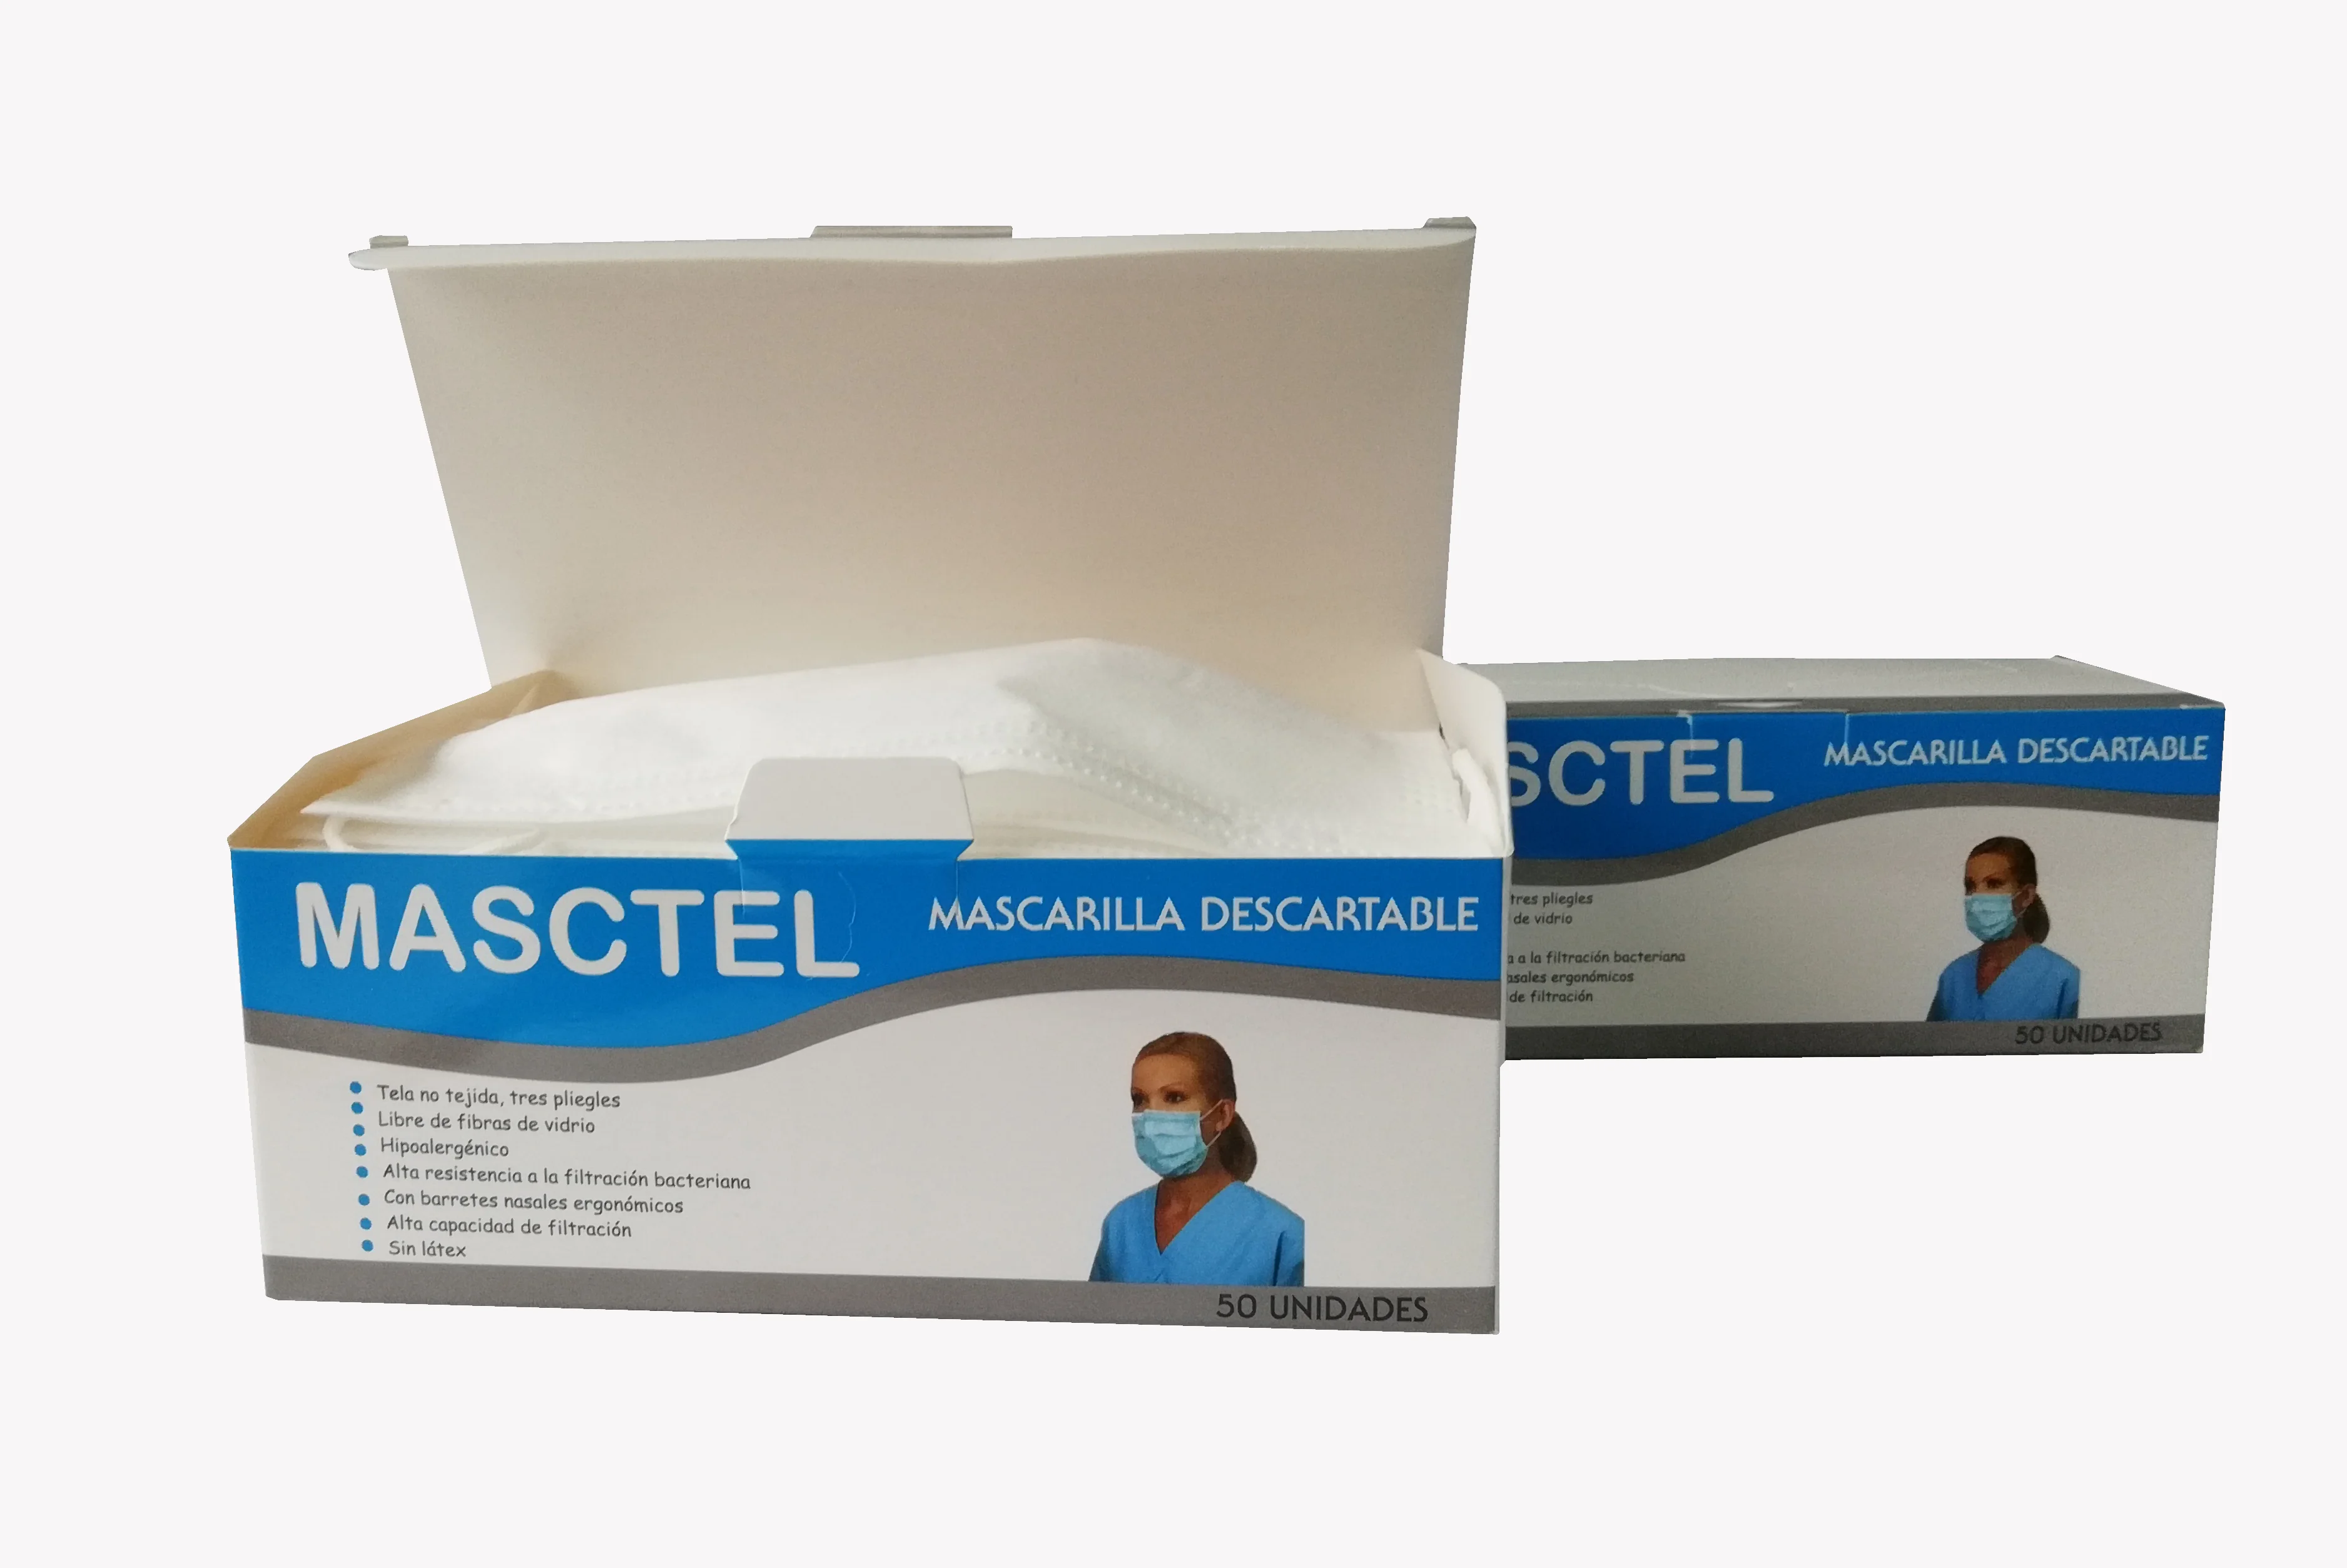 MASCTEL
MASCARILLA DESCARTABLE
Tela no tejida, tres pliegles
Libre de fibras de vidrio
Hipoalergénico
Alta resistencia a la filtración bacteriana
Con barretes nasales ergonómicos
Alta capacidad de filtración
Sin látex
50 UNIDADES
SCTEL
MASCARILLA DESCARTABLE
tres pliegles
de vidrio
a a la filtración bacteriana
asales ergonómicos
de filtración
50 UNIDADES